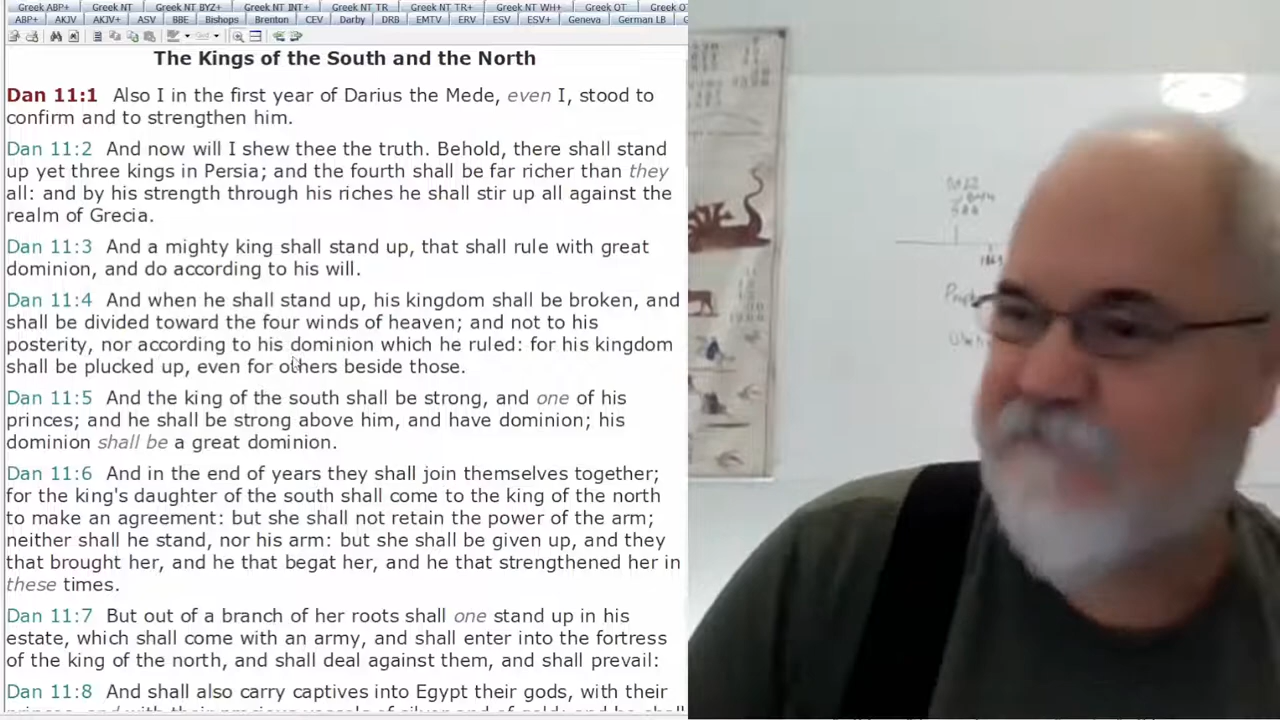 Greek ABP+ Greek NT Greek NT BYZ+ Greek NT INT+ Greek NT TR Greek NT TR+ Greek NT WH+ Greek OT Greek O
ABP+ AKJV AKJV+ ASV BBE Bishops Brenton CEV Darby DRB EMTV ERV ESV ESV+ Geneva German LB
The Kings of the South and the North
Dan 11:1 Also I in the first year of Darius the Mede, even I, stood to
confirm and to strengthen him.
Dan 11:2 And now will I shew thee the truth. Behold, there shall stand
up yet three kings in Persia; and the fourth shall be far richer than they
all: and by his strength through his riches he shall stir up all against the
realm of Grecia.
Dan 11:3 And a mighty king shall stand up, that shall rule with great
dominion, and do according to his will.
Dan 11:4 And when he shall stand up, his kingdom shall be broken, and
shall be divided toward the four winds of heaven; and not to his
posterity, nor according to his dominion which he ruled: for his kingdom
shall be plucked up, even for others beside those.
Dan 11:5 And the king of the south shall be strong, and one of his
princes; and he shall be strong above him, and have dominion; his
dominion shall be a great dominion.
Dan 11:6 And in the end of years they shall join themselves together;
for the king's daughter of the south shall come to the king of the north
to make an agreement: but she shall not retain the power of the arm;
neither shall he stand, nor his arm: but she shall be given up, and they
that brought her, and he that begat her, and he that strengthened her in
these times.
Dan 11:7 But out of a branch of her roots shall one stand up in his
estate, which shall come with an army, and shall enter into the fortress
of the king of the north, and shall deal against them, and shall prevail:
Dan 11:8 And shall also carry captives into Egypt their gods, with their